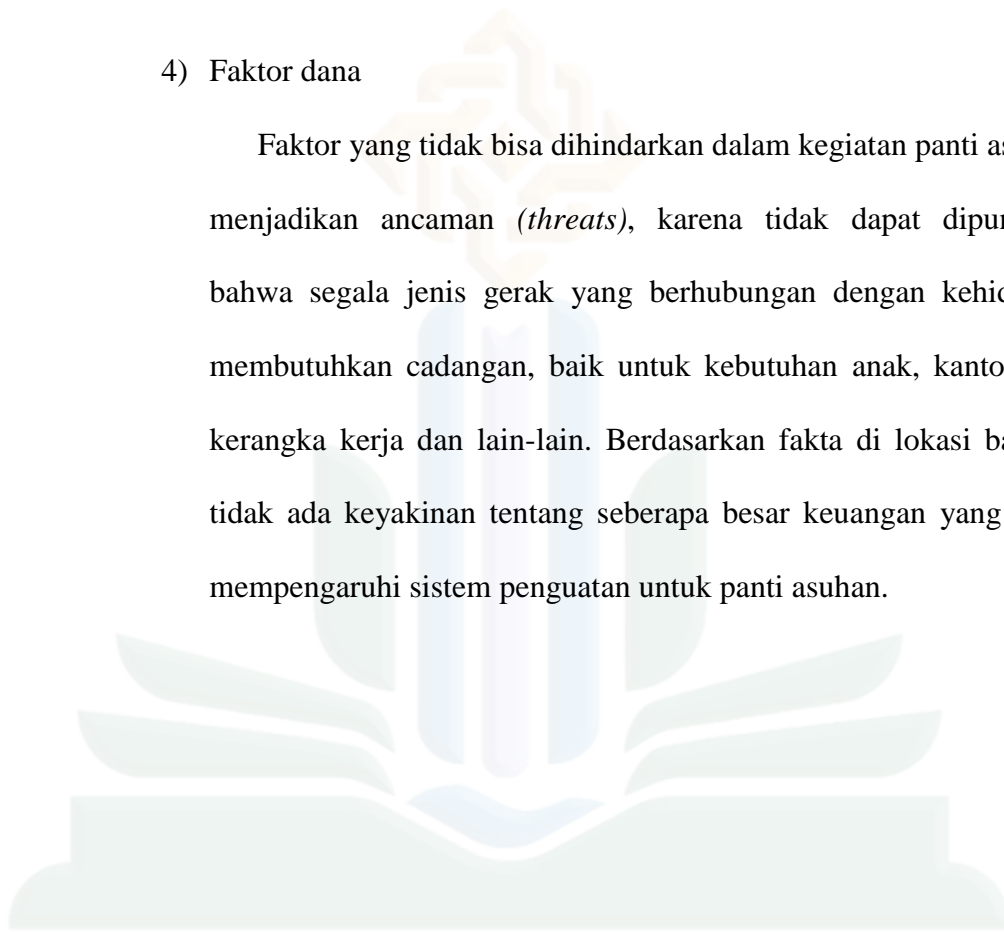 4) Faktor dana
Faktor yang tidak bisa dihindarkan dalam kegiatan panti
menjadikan ancaman (threats), karena tidak dapat
bahwa segala jenis gerak yang berhubungan dengan
membutuhkan cadangan, baik untuk kebutuhan anak,
kerangka kerja dan lain-lain. Berdasarkan fakta di lokasi
tidak ada keyakinan tentang seberapa besar keuangan yang
mempengaruhi sistem penguatan untuk panti asuhan.